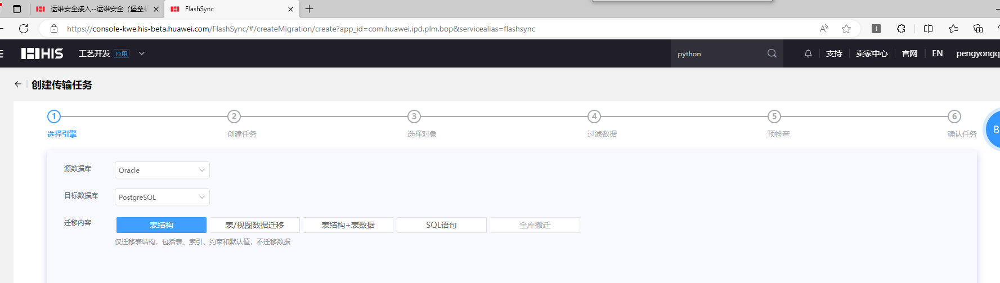 运维安全接入--运维安全（堡垒机
FlashSync
https://console-kwe.his-beta.huawei.com/FlashSync/#/createMigration/create?app_id=com.huawei.ipd.plm.bop&servicealias=flashsync
HIS 工艺开发 应用 python 支持 卖家中心 官网 EN pengyongq
创建传输任务
1 2 3 4 5 6
选择引擎 创建任务 选择对象 过滤数据 预检查 确认任务
B
源数据库 Oracle
目标数据库 PostgreSQL
迁移内容 表结构 表/视图数据迁移 表结构+表数据 SQL语句 全库搬迁
仅迁移表结构，包括表、索引、约束和默认值，不迁移数据